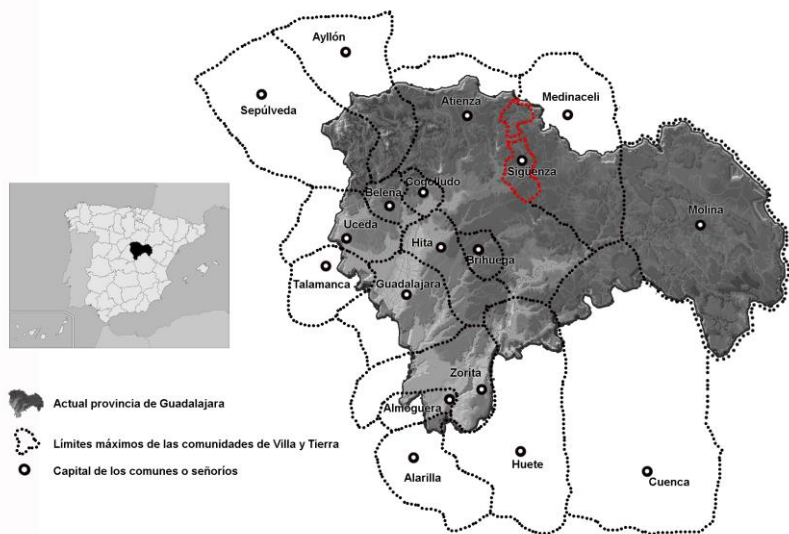 Ayllón
Sepúlveda
Medinaceli
Atienza
Sigüenza
Cogolludo
Beleña
Molina
Uceda
Hita
Brihuega
Talamanca
Guadalajara
Zorita
Almoguera
Alarilla
Huete
Cuenca
Actual provincia de Guadalajara
Límites máximos de las comunidades de Villa y Tierra
Capital de los comunes o señoríos